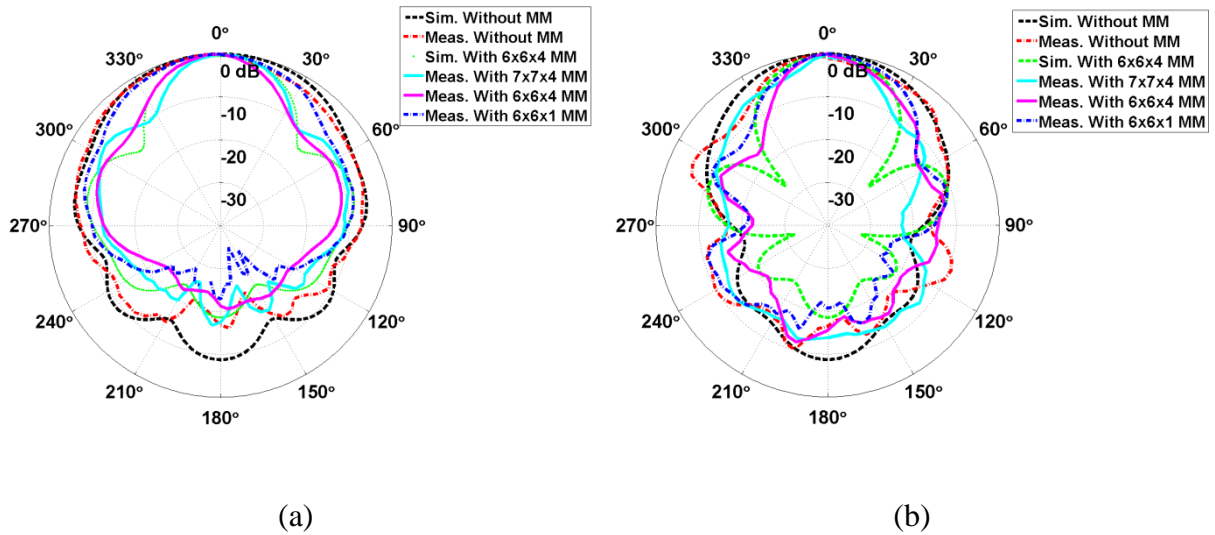 Sim. Without MM
Meas. Without MM
Sim. With 6x6x4 MM
Meas. With 7x7x4 MM
Meas. With 6x6x4 MM
Meas. With 6x6x1 MM
0°
30°
60°
90°
120°
150°
180°
210°
240°
270°
300°
330°
0 dB
-10
-20
-30
(a)
Sim. Without MM
Meas. Without MM
Sim. With 6x6x4 MM
Meas. With 7x7x4 MM
Meas. With 6x6x4 MM
Meas. With 6x6x1 MM
0°
30°
60°
90°
120°
150°
180°
210°
240°
270°
300°
330°
0 dB
-10
-20
-30
(b)